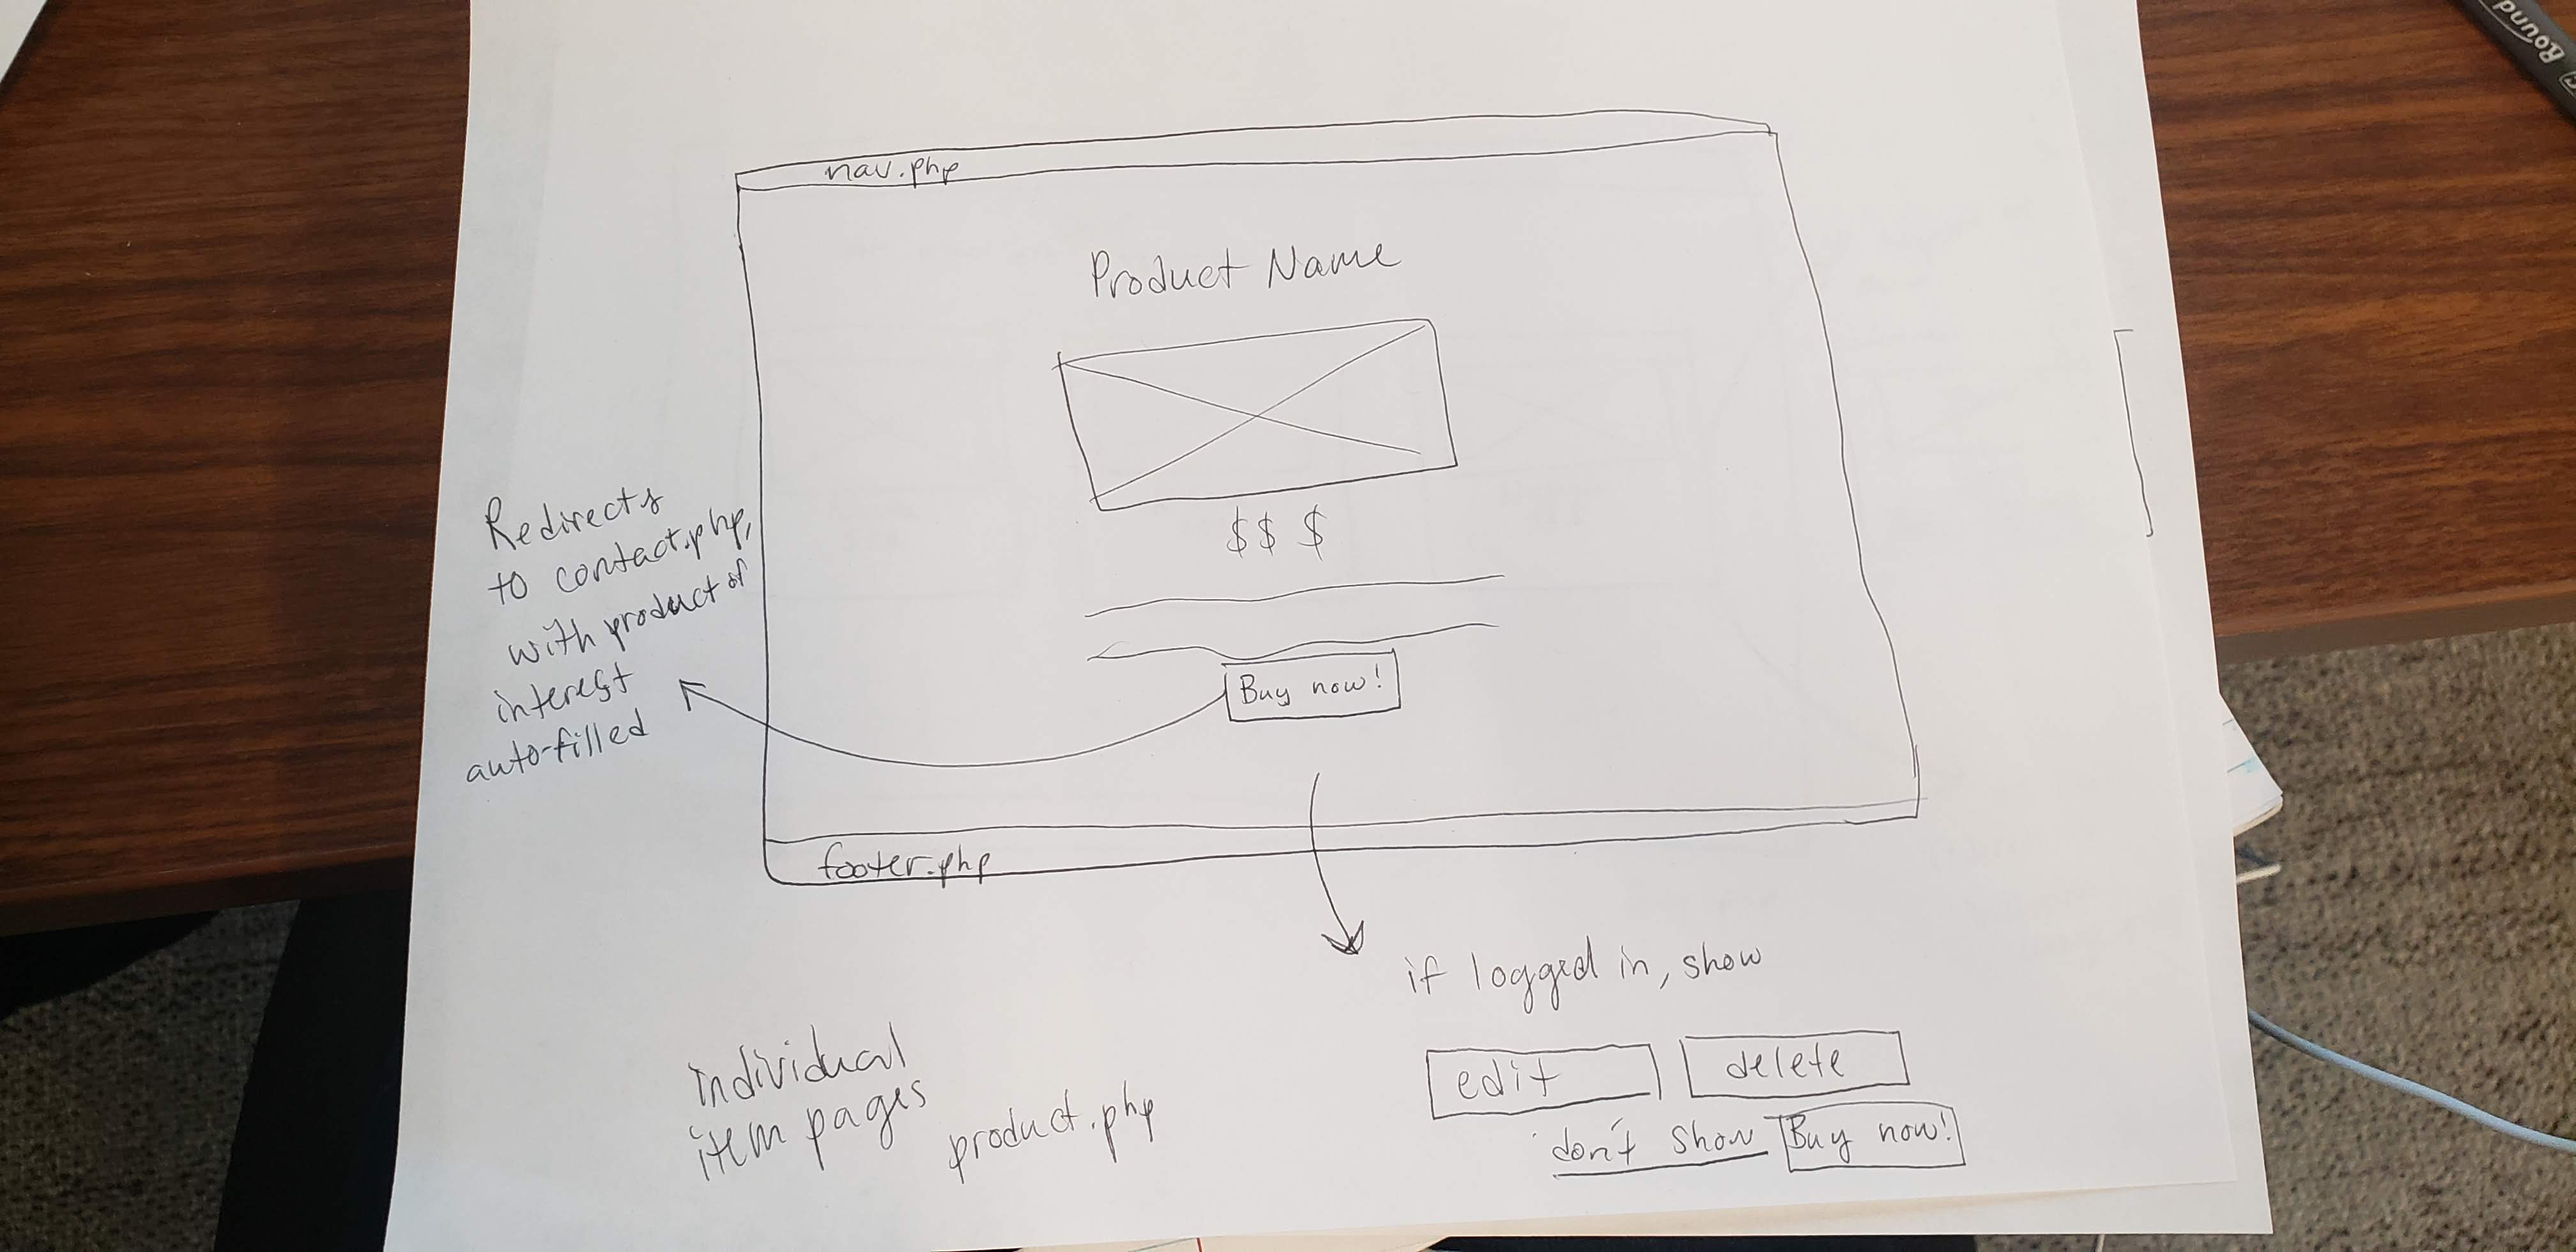 Round
nav.php
Product Name
$$ $
Buy now!
Redirects
to contact.php,
with product of
interest
auto-filled
footer.php
if logged in, show
edit
delete
don't show Buy now!
individual
item pages
product.php